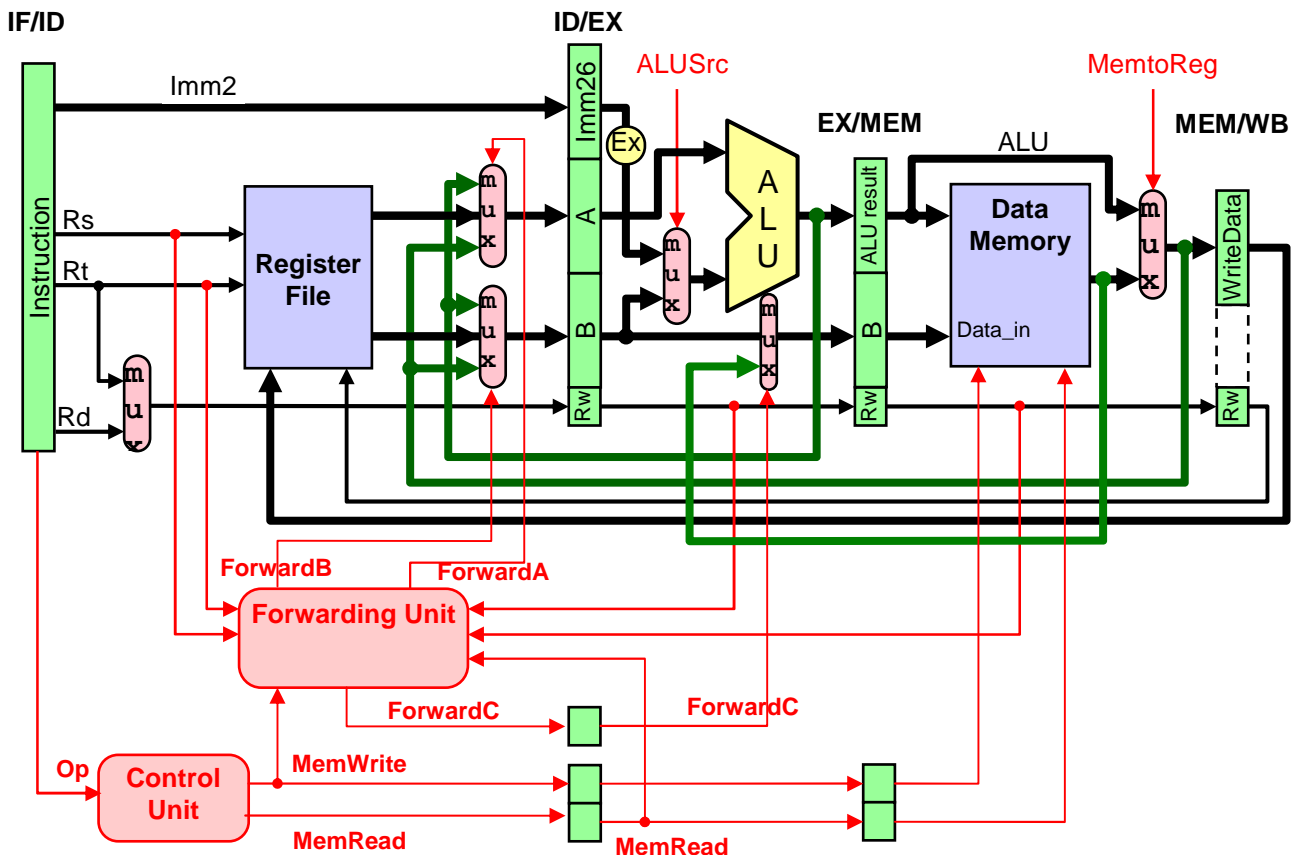 IF/ID
ID/EX
ALUSrc
MemtoReg
Imm2
Imm26
Ex
EX/MEM
MEM/WB
ALU
m
u
x
A
L
U
Instruction
Rs
Rt
Rd
Register
File
m
u
x
m
u
x
m
u
x
m
u
x
m
u
x
A
B
Rw
ALU result
B
Rw
Data
Memory
Data_in
WriteData
Rw
ForwardB
ForwardA
Forwarding Unit
ForwardC
ForwardC
Op
Control
Unit
MemWrite
MemRead
MemRead